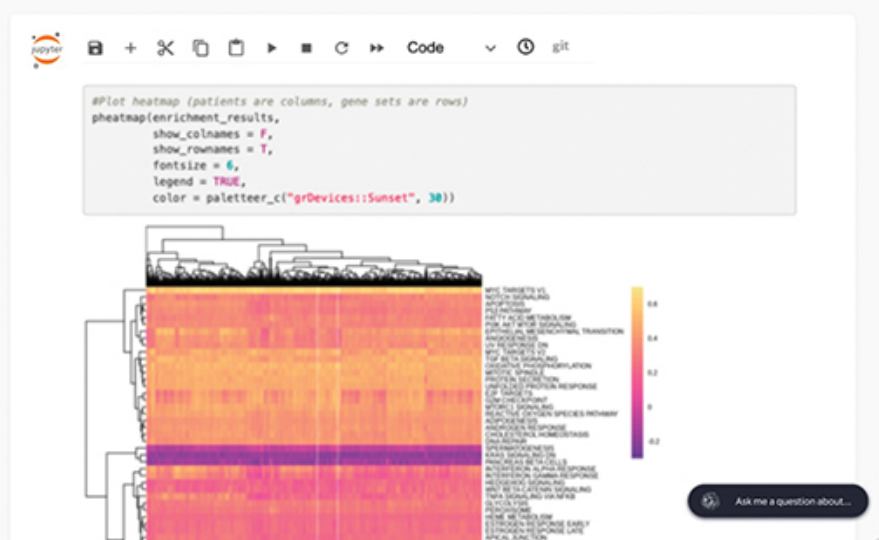 jupyter
Code
git
#Plot heatmap (patients are columns, gene sets are rows)
pheatmap(enrichment_results,
show_colnames = F,
show_rownames = T,
fontsize = 6,
legend = TRUE,
color = paletteer_c("grDevices::Sunset", 30))
MYC TARGETS V1
NOTCH SIGNALING
APOPTOSIS
P53 PATHWAY
FATTY ACID METABOLISM
PI3K AKT MTOR SIGNALING
EPITHELIAL MESENCHYMAL TRANSITION
ANGIOGENESIS
UV RESPONSE DN
MYC TARGETS V2
TGF BETA SIGNALING
OXIDATIVE PHOSPHORYLATION
MITOTIC SPINDLE
PROTEIN SECRETION
UNFOLDED PROTEIN RESPONSE
E2F TARGETS
G2M CHECKPOINT
MTORC1 SIGNALING
REACTIVE OXYGEN SPECIES PATHWAY
ADIPOGENESIS
ANDROGEN RESPONSE
CHOLESTEROL HOMEOSTASIS
DNA REPAIR
SPERMATOGENESIS
KRAS SIGNALING DN
PANCREAS BETA CELLS
INTERFERON ALPHA RESPONSE
INTERFERON GAMMA RESPONSE
HEDGEHOG SIGNALING
WNT BETA CATENIN SIGNALING
TNFA SIGNALING VIA NFKB
GLYCOLYSIS
PEROXISOME
HEME METABOLISM
ESTROGEN RESPONSE EARLY
ESTROGEN RESPONSE LATE
APICAL JUNCTION
0.6
0.4
0.2
0
-0.2
Ask me a question about...